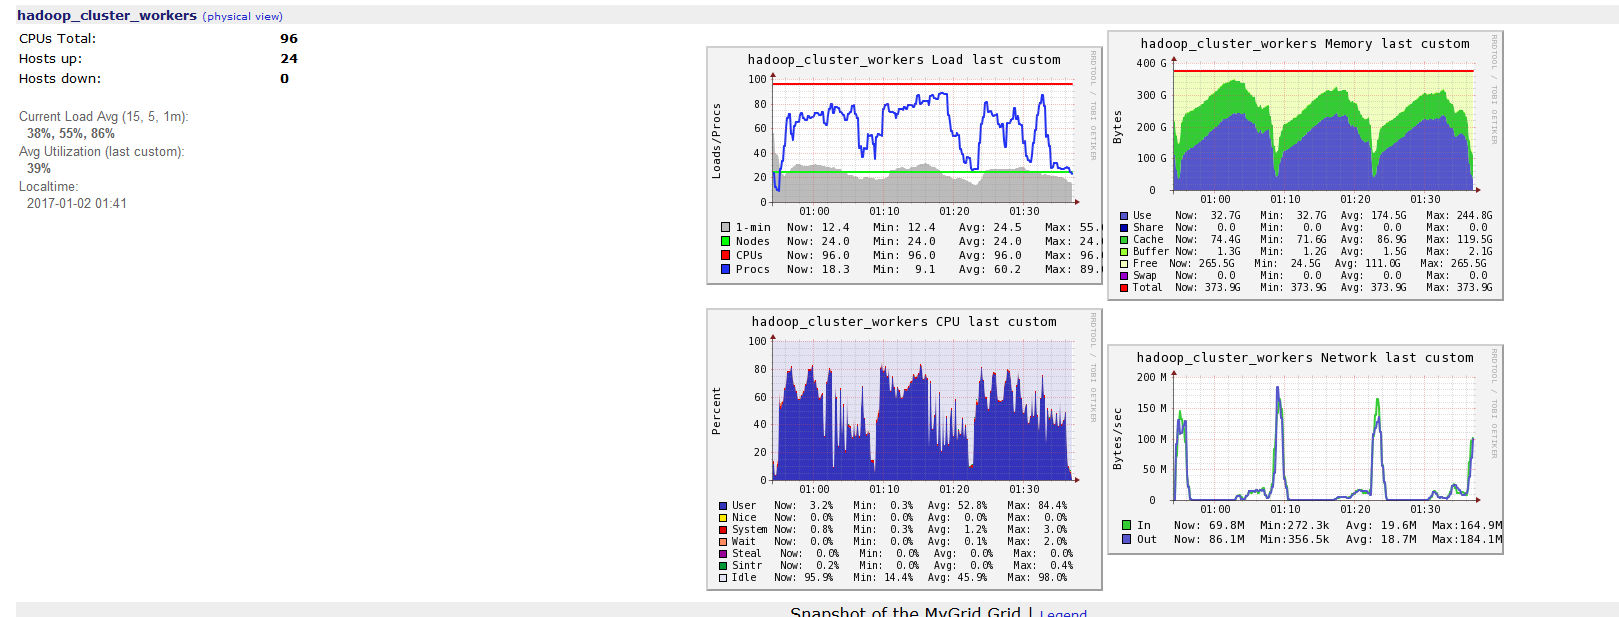 hadoop_cluster_workers (physical view)
CPUs Total: 96
Hosts up: 24
Hosts down: 0
Current Load Avg (15, 5, 1m):
38%, 55%, 86%
Avg Utilization (last custom):
39%
Localtime:
2017-01-02 01:41
hadoop_cluster_workers Load last custom
RRDTOOL / TOBI OETIKER
Loads/Procs
100
80
60
40
20
0
01:00 01:10 01:20 01:30
1-min Now: 12.4 Min: 12.4 Avg: 24.5 Max: 55.
Nodes Now: 24.0 Min: 24.0 Avg: 24.0 Max: 24.
CPUs Now: 96.0 Min: 96.0 Avg: 96.0 Max: 96.
Procs Now: 18.3 Min: 9.1 Avg: 60.2 Max: 89.
hadoop_cluster_workers Memory last custom
RRDTOOL / TOBI OETIKER
Bytes
400 G
300 G
200 G
100 G
0
01:00 01:10 01:20 01:30
Use Now: 32.7G Min: 32.7G Avg: 174.5G Max: 244.8G
Share Now: 0.0 Min: 0.0 Avg: 0.0 Max: 0.0
Cache Now: 74.4G Min: 71.6G Avg: 86.9G Max: 119.5G
Buffer Now: 1.3G Min: 1.2G Avg: 1.5G Max: 2.1G
Free Now: 265.5G Min: 24.5G Avg: 111.0G Max: 265.5G
Swap Now: 0.0 Min: 0.0 Avg: 0.0 Max: 0.0
Total Now: 373.9G Min: 373.9G Avg: 373.9G Max: 373.9G
hadoop_cluster_workers CPU last custom
RRDTOOL / TOBI OETIKER
Percent
100
80
60
40
20
0
01:00 01:10 01:20 01:30
User Now: 3.2% Min: 0.3% Avg: 52.8% Max: 84.4%
Nice Now: 0.0% Min: 0.0% Avg: 0.0% Max: 0.0%
System Now: 0.8% Min: 0.3% Avg: 1.2% Max: 3.0%
Wait Now: 0.0% Min: 0.0% Avg: 0.1% Max: 2.0%
Steal Now: 0.0% Min: 0.0% Avg: 0.0% Max: 0.0%
Sintr Now: 0.2% Min: 0.0% Avg: 0.0% Max: 0.4%
Idle Now: 95.9% Min: 14.4% Avg: 45.9% Max: 98.0%
hadoop_cluster_workers Network last custom
RRDTOOL / TOBI OETIKER
Bytes/sec
200 M
150 M
100 M
50 M
0
01:00 01:10 01:20 01:30
In Now: 69.8M Min:272.3k Avg: 19.6M Max:164.9M
Out Now: 86.1M Min:356.5k Avg: 18.7M Max:184.1M
Snapshot of the MyGrid Grid | Legend